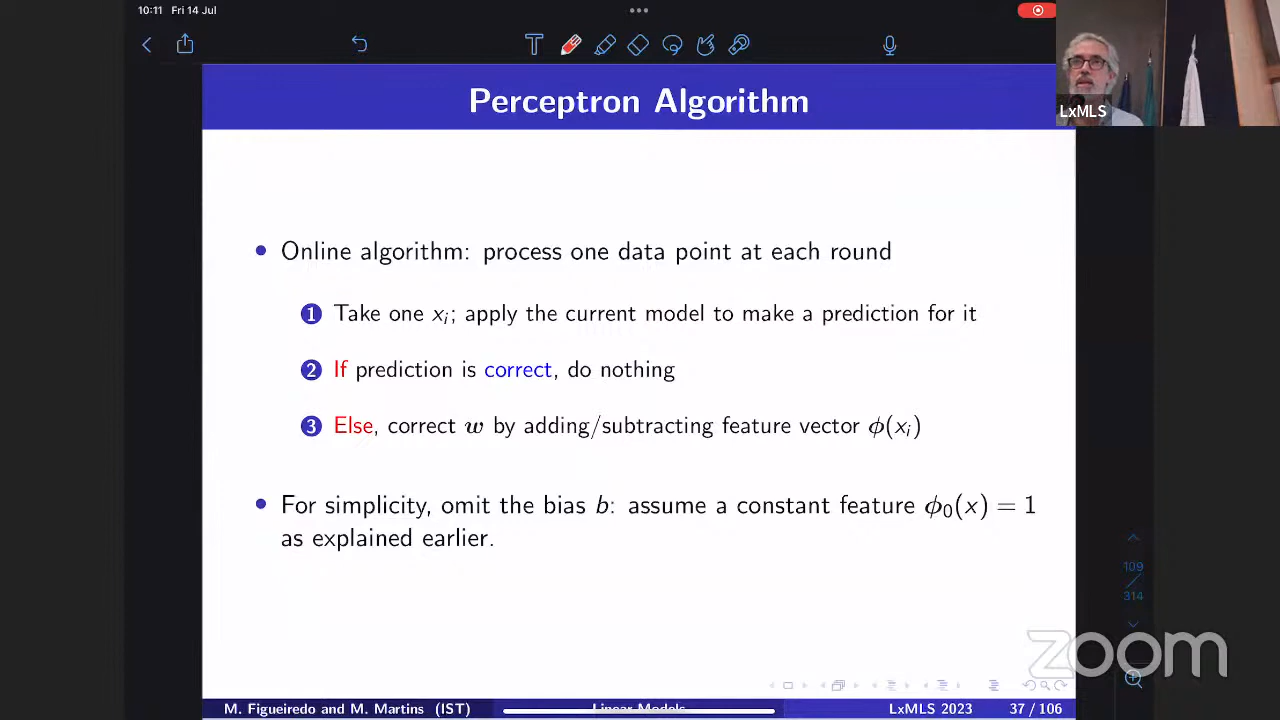 10:11 Fri 14 Jul
T
Perceptron Algorithm
LxMLS
• Online algorithm: process one data point at each round
1 Take one xᵢ; apply the current model to make a prediction for it
2 If prediction is correct, do nothing
3 Else, correct w by adding/subtracting feature vector ϕ(xᵢ)
• For simplicity, omit the bias b: assume a constant feature ϕ₀(x) = 1
as explained earlier.
109
/
314
zoom
M. Figueiredo and M. Martins (IST) Linear Models LxMLS 2023 37 / 106